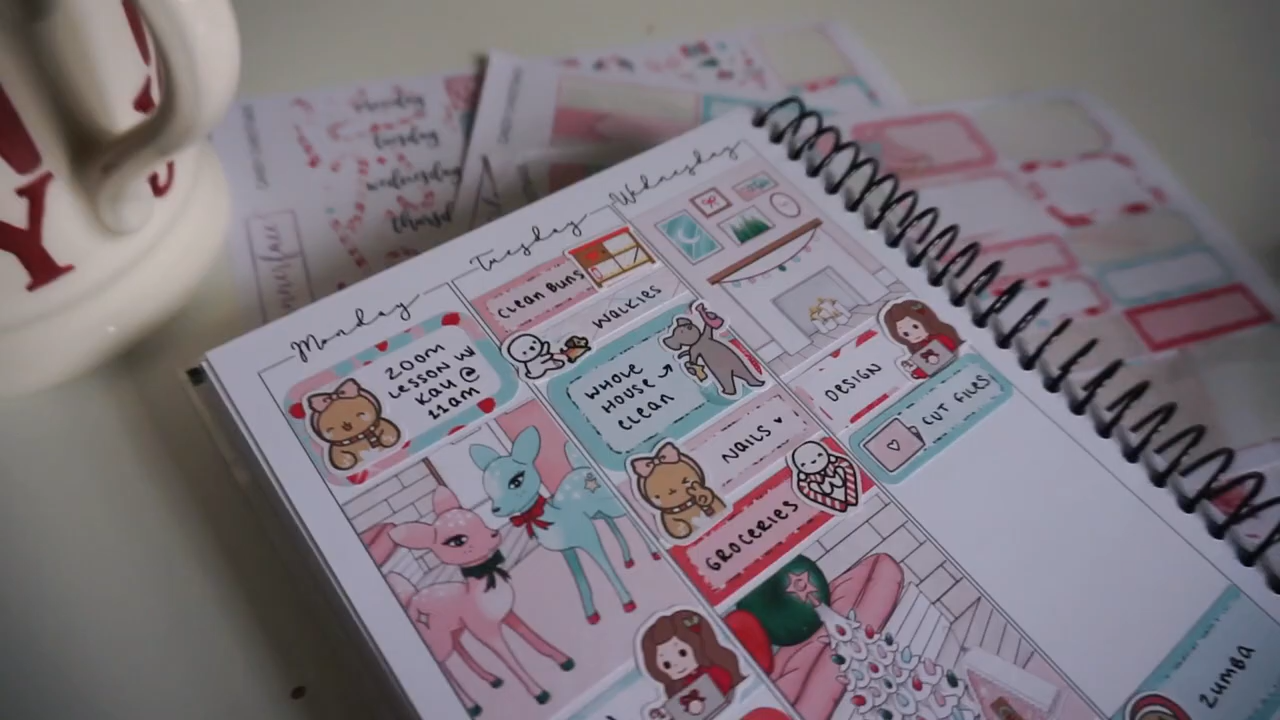 Y
monday
tuesday
wednesday
Monday
Tuesday
Wednesday
ZOOM
LESSON W/
KAU @
11AM
CLEAN BUNS
WALKIES
WHOLE
HOUSE →
CLEAN
NAILS ♥
GROCERIES
DESIGN
CUT FILES
ZUMBA